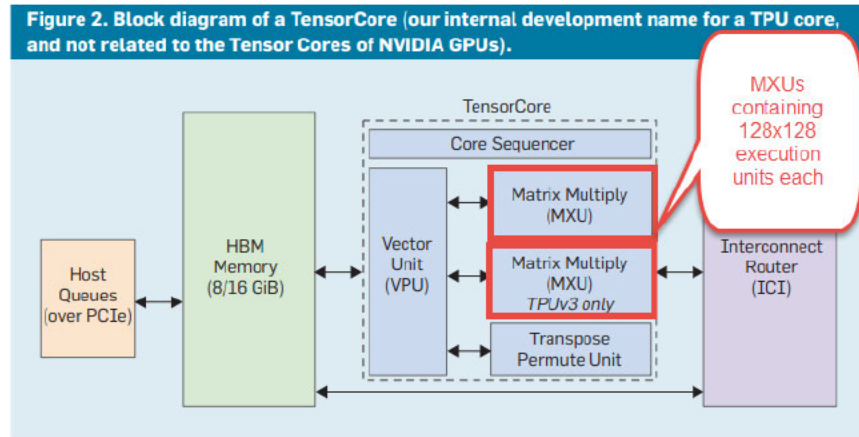 Figure 2. Block diagram of a TensorCore (our internal development name for a TPU core,
and not related to the Tensor Cores of NVIDIA GPUs).
MXUs
containing
128x128
execution
units each
TensorCore
Core Sequencer
Matrix Multiply
(MXU)
HBM
Memory
(8/16 GiB)
Vector
Unit
(VPU)
Matrix Multiply
(MXU)
TPUv3 only
Interconnect
Router
(ICI)
Host
Queues
(over PCIe)
Transpose
Permute Unit